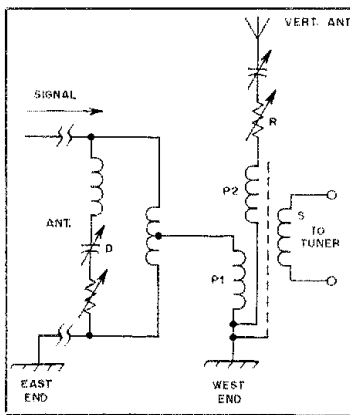 VERT. ANT
SIGNAL
R
P2
ANT.
D
S
TO
TUNER
P1
EAST
END
WEST
END